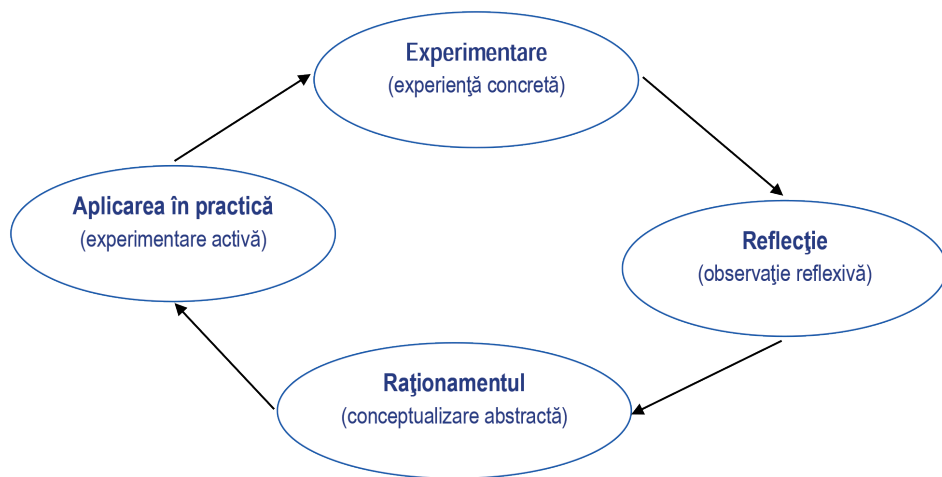 Experimentare
(experienţă concretă)
Aplicarea în practică
(experimentare activă)
Reflecţie
(observaţie reflexivă)
Raţionamentul
(conceptualizare abstractă)